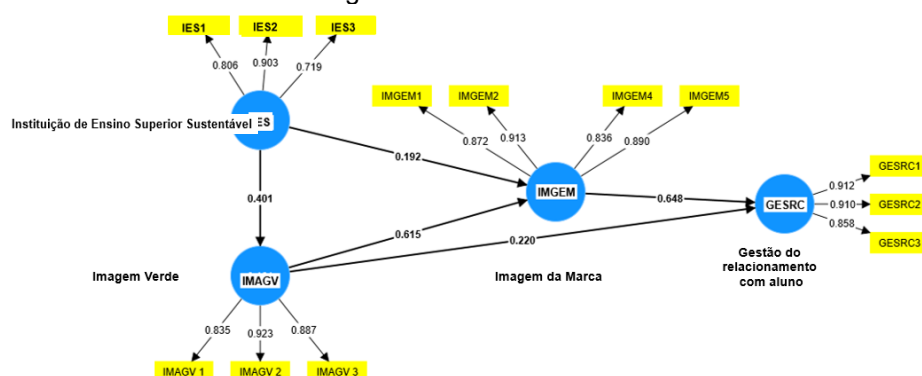 IES1 IES2 IES3
0.806 0.903 0.719
IMGEM1 IMGEM2 IMGEM4 IMGEM5
Instituição de Ensino Superior Sustentável ES
0.872 0.913 0.836 0.890
0.192
GESRC1
0.912
0.401 IMGEM 0.648 GESRC 0.910 GESRC2
0.858
0.615 0.220 GESRC3
Gestão do
relacionamento
com aluno
Imagem Verde IMAGV Imagem da Marca
0.835 0.923 0.887
IMAGV 1 IMAGV 2 IMAGV 3